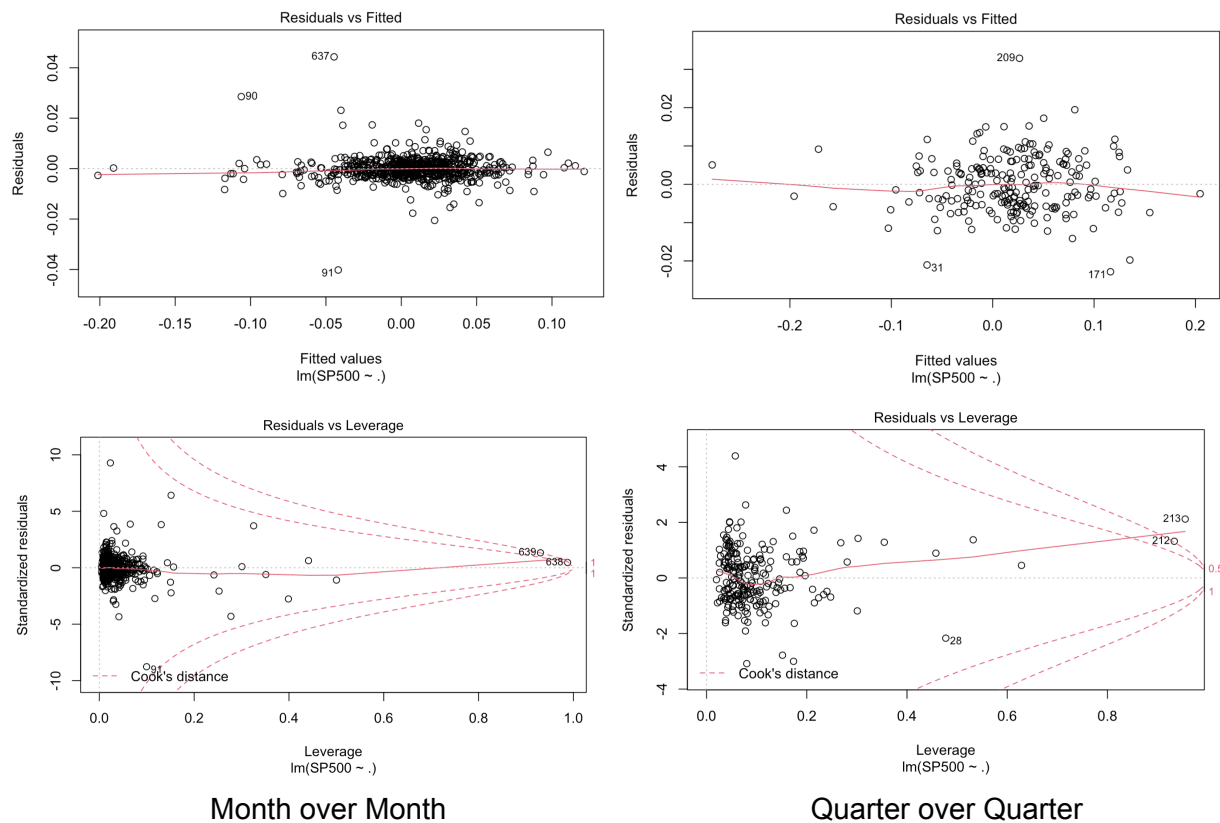 Residuals vs Fitted
Residuals
0.04
0.02
0.00
-0.02
-0.04
637
90
91
-0.20 -0.15 -0.10 -0.05 0.00 0.05 0.10
Fitted values
lm(SP500 ~ .)
Residuals vs Fitted
Residuals
0.02
0.00
-0.02
209
31
171
-0.2 -0.1 0.0 0.1 0.2
Fitted values
lm(SP500 ~ .)
Residuals vs Leverage
Standardized residuals
10
5
0
-5
-10
639
638
1
1
91
Cook's distance
0.0 0.2 0.4 0.6 0.8 1.0
Leverage
lm(SP500 ~ .)
Residuals vs Leverage
Standardized residuals
4
2
0
-2
-4
213
212
0.5
1
28
Cook's distance
0.0 0.2 0.4 0.6 0.8
Leverage
lm(SP500 ~ .)
Month over Month
Quarter over Quarter